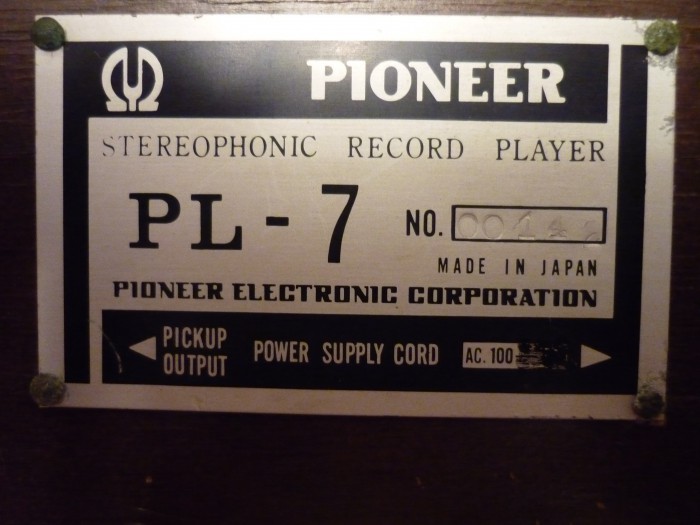 PIONEER
STEREOPHONIC RECORD PLAYER
PL-7 NO.
MADE IN JAPAN
PIONEER ELECTRONIC CORPORATION
PICKUP
OUTPUT
POWER SUPPLY CORD AC. 100